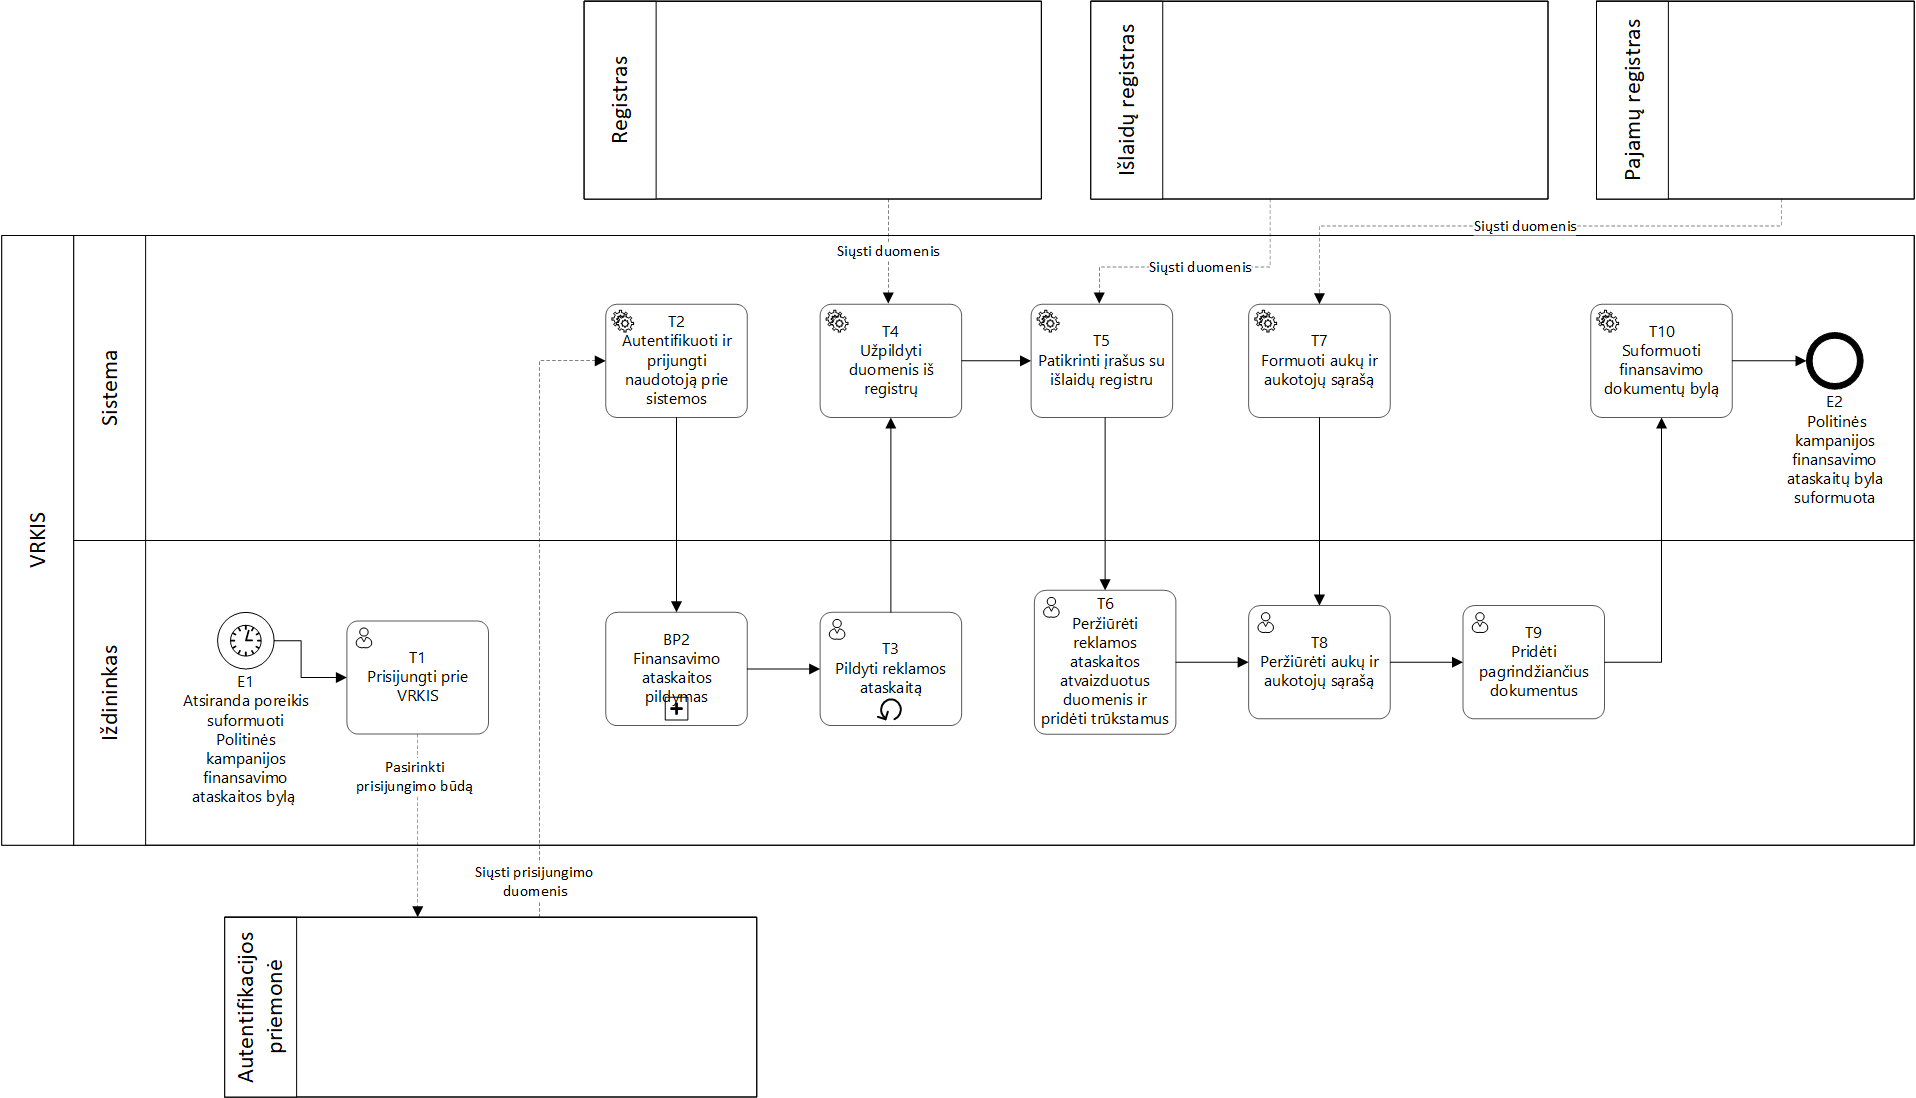 Registras
Išlaidų registras
Pajamų registras
Siųsti duomenis
Siųsti duomenis
Siųsti duomenis
VRKIS
Sistema
T2
Autentifikuoti ir
prijungti
naudotoją prie
sistemos
T4
Užpildyti
duomenis iš
registrų
T5
Patikrinti įrašus su
išlaidų registru
T7
Formuoti aukų ir
aukotojų sąrašą
T10
Suformuoti
finansavimo
dokumentų bylą
E2
Politinės
kampanijos
finansavimo
ataskaitų byla
suformuota
Iždininkas
E1
Atsiranda poreikis
suformuoti
Politinės
kampanijos
finansavimo
ataskaitos bylą
T1
Prisijungti prie
VRKIS
BP2
Finansavimo
ataskaitos
pildymas
T3
Pildyti reklamos
ataskaitą
T6
Peržiūrėti
reklamos
ataskaitos
atvaizduotus
duomenis ir
pridėti trūkstamus
T8
Peržiūrėti aukų ir
aukotojų sąrašą
T9
Pridėti
pagrindžiančius
dokumentus
Pasirinkti
prisijungimo būdą
Siųsti prisijungimo
duomenis
Autentifikacijos
priemonė